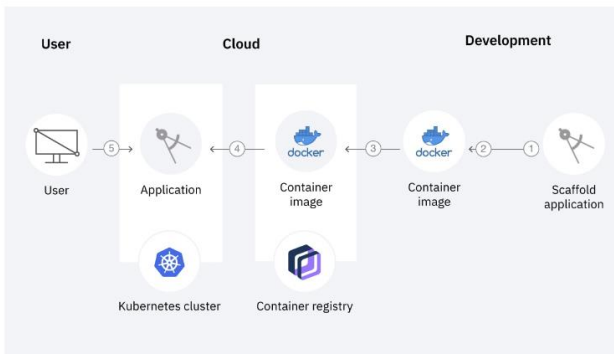 User
Cloud
Development
5
4
docker
3
docker
2
1
User
Application
Container
image
Container
image
Scaffold
application
Kubernetes cluster
Container registry